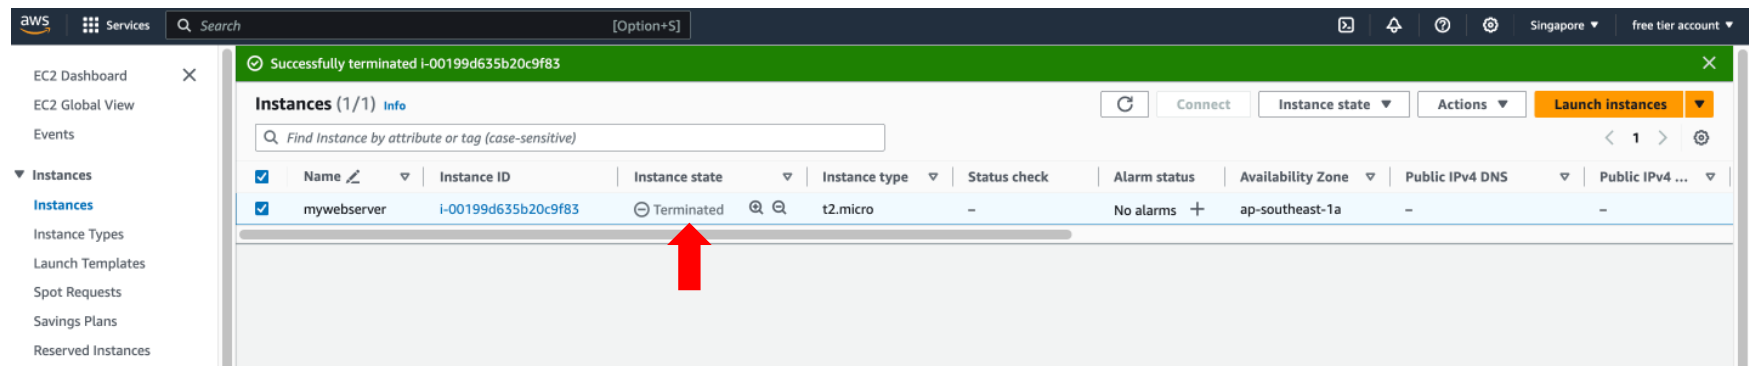 aws Services Search [Option+S] Singapore free tier account
Successfully terminated i-00199d635b20c9f83
EC2 Dashboard
EC2 Global View
Events
Instances
Instances
Instance Types
Launch Templates
Spot Requests
Savings Plans
Reserved Instances
Instances (1/1) Info Connect Instance state Actions Launch instances
Find Instance by attribute or tag (case-sensitive) 1
Name Instance ID Instance state Instance type Status check Alarm status Availability Zone Public IPv4 DNS Public IPv4 ...
mywebserver i-00199d635b20c9f83 Terminated t2.micro – No alarms + ap-southeast-1a – –